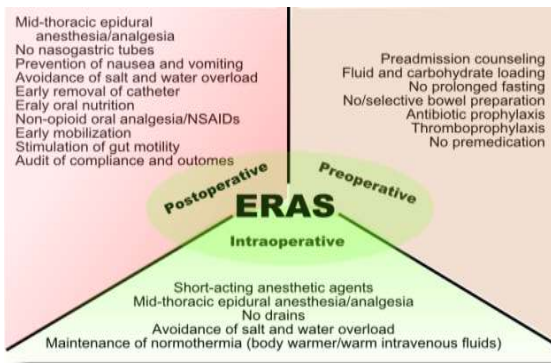 Mid-thoracic epidural
anesthesia/analgesia
No nasogastric tubes
Prevention of nausea and vomiting
Avoidance of salt and water overload
Early removal of catheter
Eraly oral nutrition
Non-opioid oral analgesia/NSAIDs
Early mobilization
Stimulation of gut motility
Audit of compliance and outcomes
Preadmission counseling
Fluid and carbohydrate loading
No prolonged fasting
No/selective bowel preparation
Antibiotic prophylaxis
Thromboprophylaxis
No premedication
Postoperative
Preoperative
ERAS
Intraoperative
Short-acting anesthetic agents
Mid-thoracic epidural anesthesia/analgesia
No drains
Avoidance of salt and water overload
Maintenance of normothermia (body warmer/warm intravenous fluids)